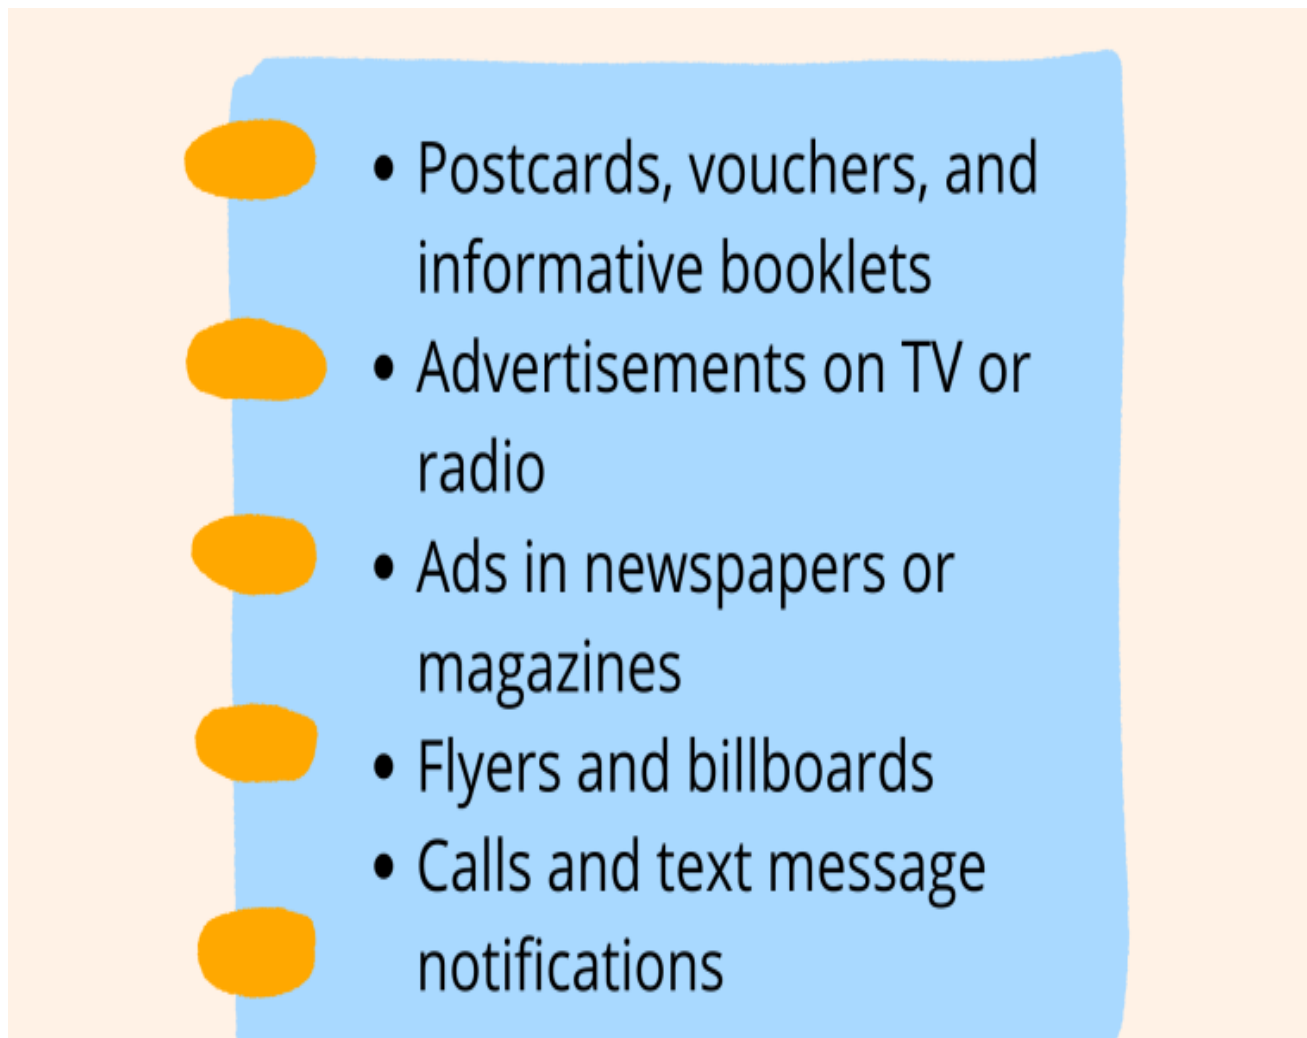 • Postcards, vouchers, and
informative booklets
• Advertisements on TV or
radio
• Ads in newspapers or
magazines
• Flyers and billboards
• Calls and text message
notifications